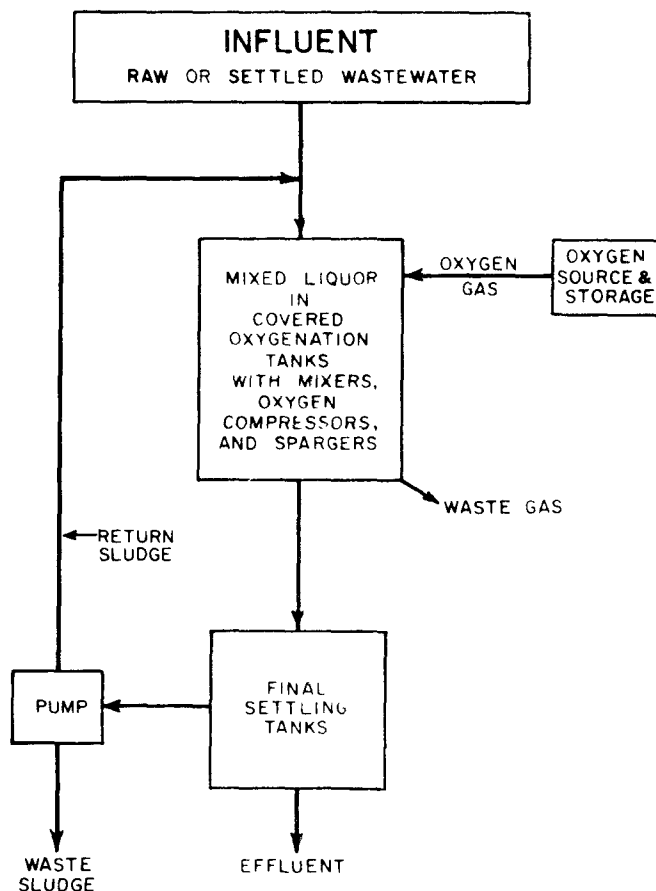 INFLUENT
RAW OR SETTLED WASTEWATER
MIXED LIQUOR
IN
COVERED
OXYGENATION
TANKS
WITH MIXERS,
OXYGEN
COMPRESSORS,
AND SPARGERS
OXYGEN
GAS
OXYGEN
SOURCE &
STORAGE
WASTE GAS
RETURN
SLUDGE
PUMP
FINAL
SETTLING
TANKS
WASTE
SLUDGE
EFFLUENT